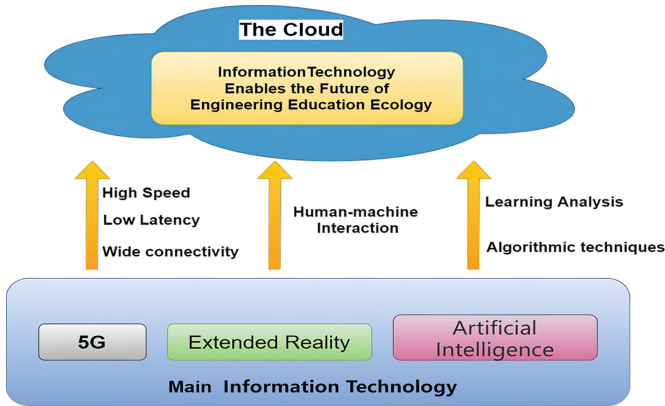 The Cloud
InformationTechnology
Enables the Future of
Engineering Education Ecology
High Speed
Low Latency
Wide connectivity
Human-machine
Interaction
Learning Analysis
Algorithmic techniques
5G
Extended Reality
Artificial
Intelligence
Main Information Technology